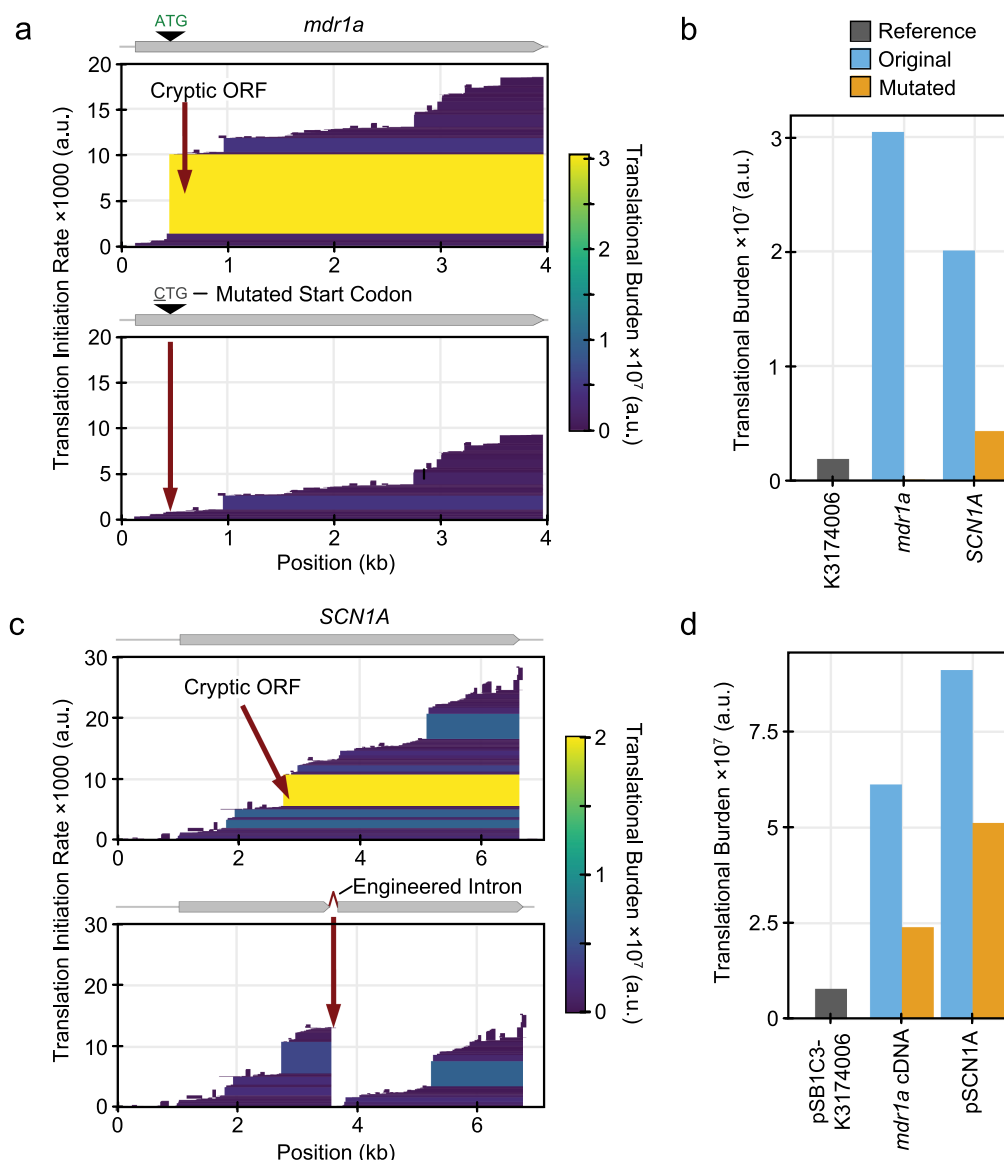 a
ATG
mdr1a
Cryptic ORF
20
15
10
5
0
0
1
2
3
4
CTG — Mutated Start Codon
20
15
10
5
0
0
1
2
3
4
Position (kb)
Translation Initiation Rate ×1000 (a.u.)
3
2
1
0
Translational Burden ×10⁷ (a.u.)
b
Reference
Original
Mutated
3
2
1
0
Translational Burden ×10⁷ (a.u.)
K3174006
mdr1a
SCN1A
c
SCN1A
Cryptic ORF
30
20
10
0
0
2
4
6
Engineered Intron
30
20
10
0
0
2
4
6
Position (kb)
Translation Initiation Rate ×1000 (a.u.)
2
1
0
Translational Burden ×10⁷ (a.u.)
d
7.5
5
2.5
0
Translational Burden ×10⁷ (a.u.)
pSB1C3-
K3174006
mdr1a cDNA
pSCN1A